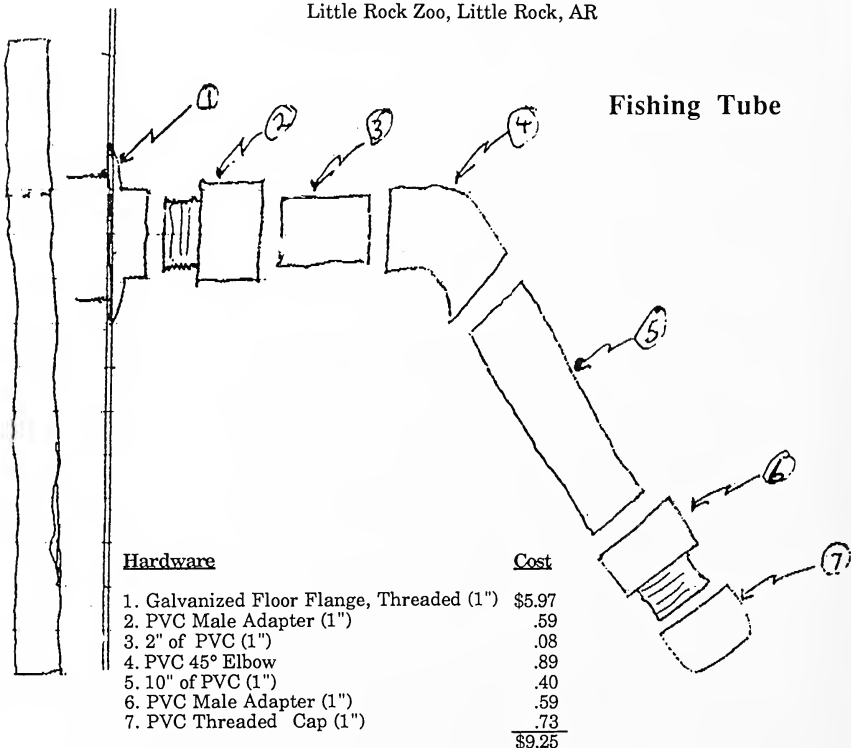 Little Rock Zoo, Little Rock, AR
Fishing Tube
1
2
3
4
5
6
7
Hardware Cost
1. Galvanized Floor Flange, Threaded (1") $5.97
2. PVC Male Adapter (1") .59
3. 2" of PVC (1") .08
4. PVC 45° Elbow .89
5. 10" of PVC (1") .40
6. PVC Male Adapter (1") .59
7. PVC Threaded Cap (1") .73
$9.25